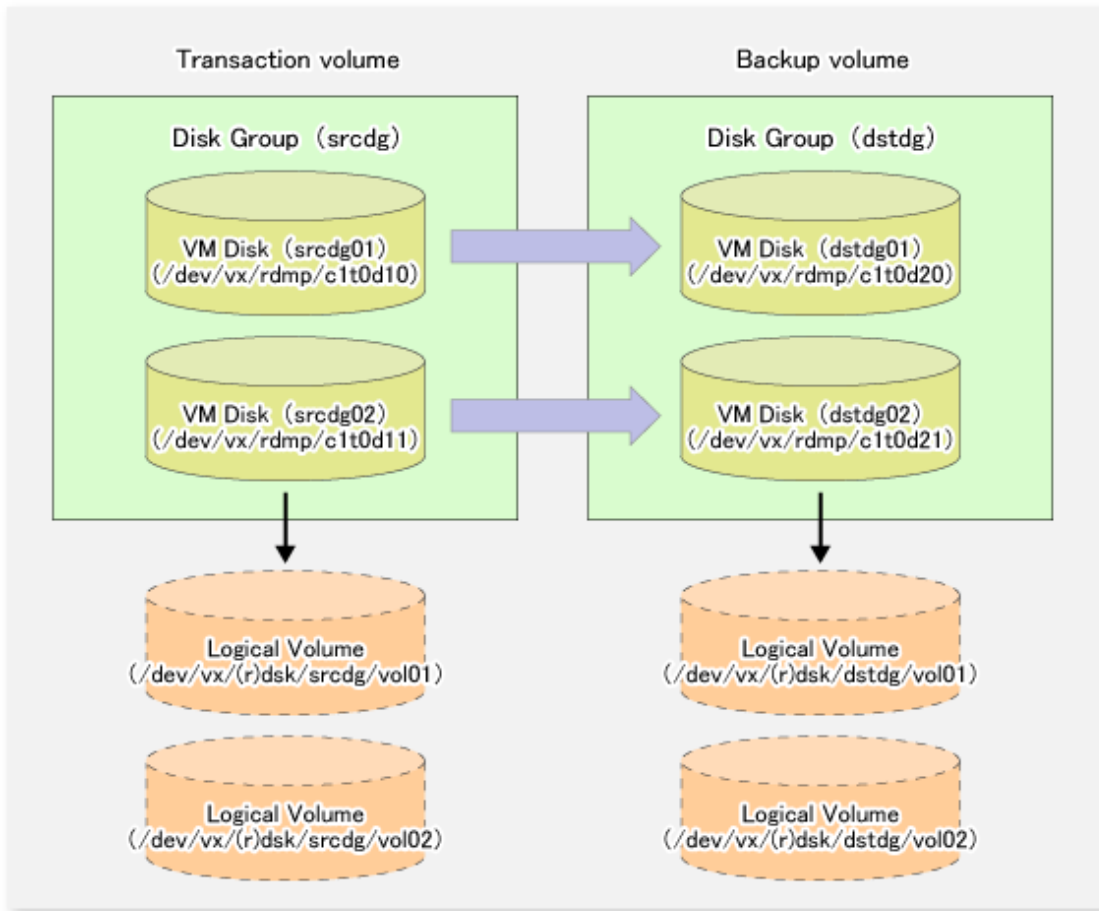 Transaction volume
Backup volume
Disk Group (srcdg)
Disk Group (dstdg)
VM Disk (srcdg01)
(/dev/vx/rdmp/c1t0d10)
VM Disk (dstdg01)
(/dev/vx/rdmp/c1t0d20)
VM Disk (srcdg02)
(/dev/vx/rdmp/c1t0d11)
VM Disk (dstdg02)
(/dev/vx/rdmp/c1t0d21)
Logical Volume
(/dev/vx/(r)dsk/srcdg/vol01)
Logical Volume
(/dev/vx/(r)dsk/dstdg/vol01)
Logical Volume
(/dev/vx/(r)dsk/srcdg/vol02)
Logical Volume
(/dev/vx/(r)dsk/dstdg/vol02)